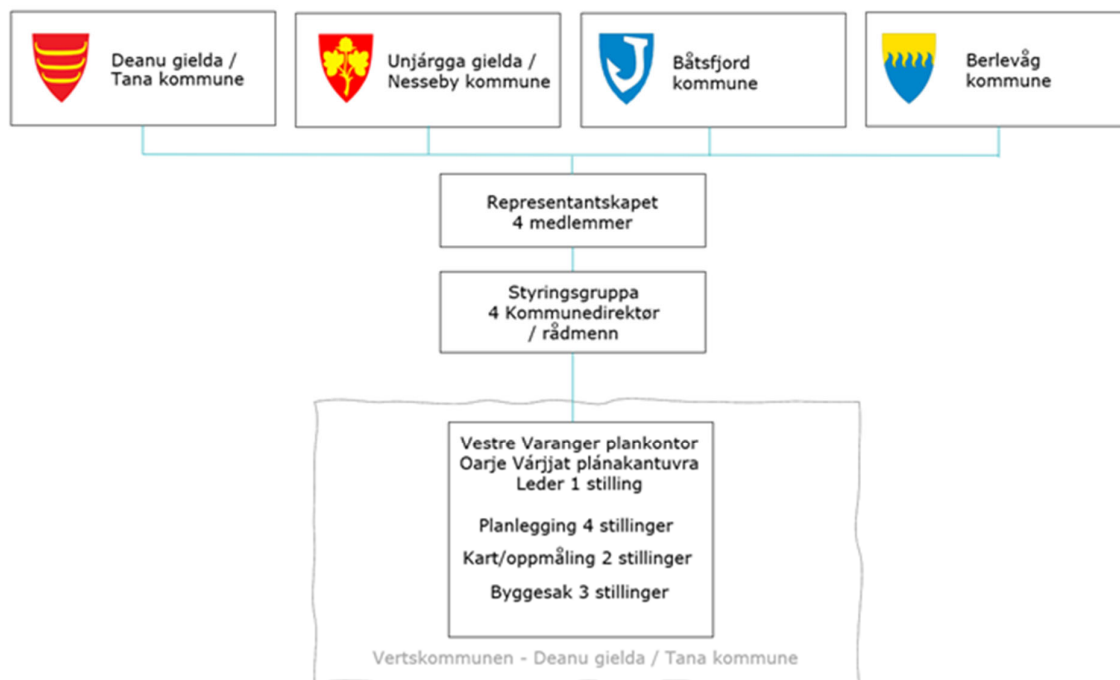 Deanu gielda /
Tana kommune
Unjárgga gielda /
Nesseby kommune
Båtsfjord
kommune
Berlevåg
kommune
Representantskapet
4 medlemmer
Styringsgruppa
4 Kommunedirektør
/ rådmenn
Vestre Varanger plankontor
Oarje Várjjat plánakantuvra
Leder 1 stilling
Planlegging 4 stillinger
Kart/oppmåling 2 stillinger
Byggesak 3 stillinger
Vertskommunen - Deanu gielda / Tana kommune